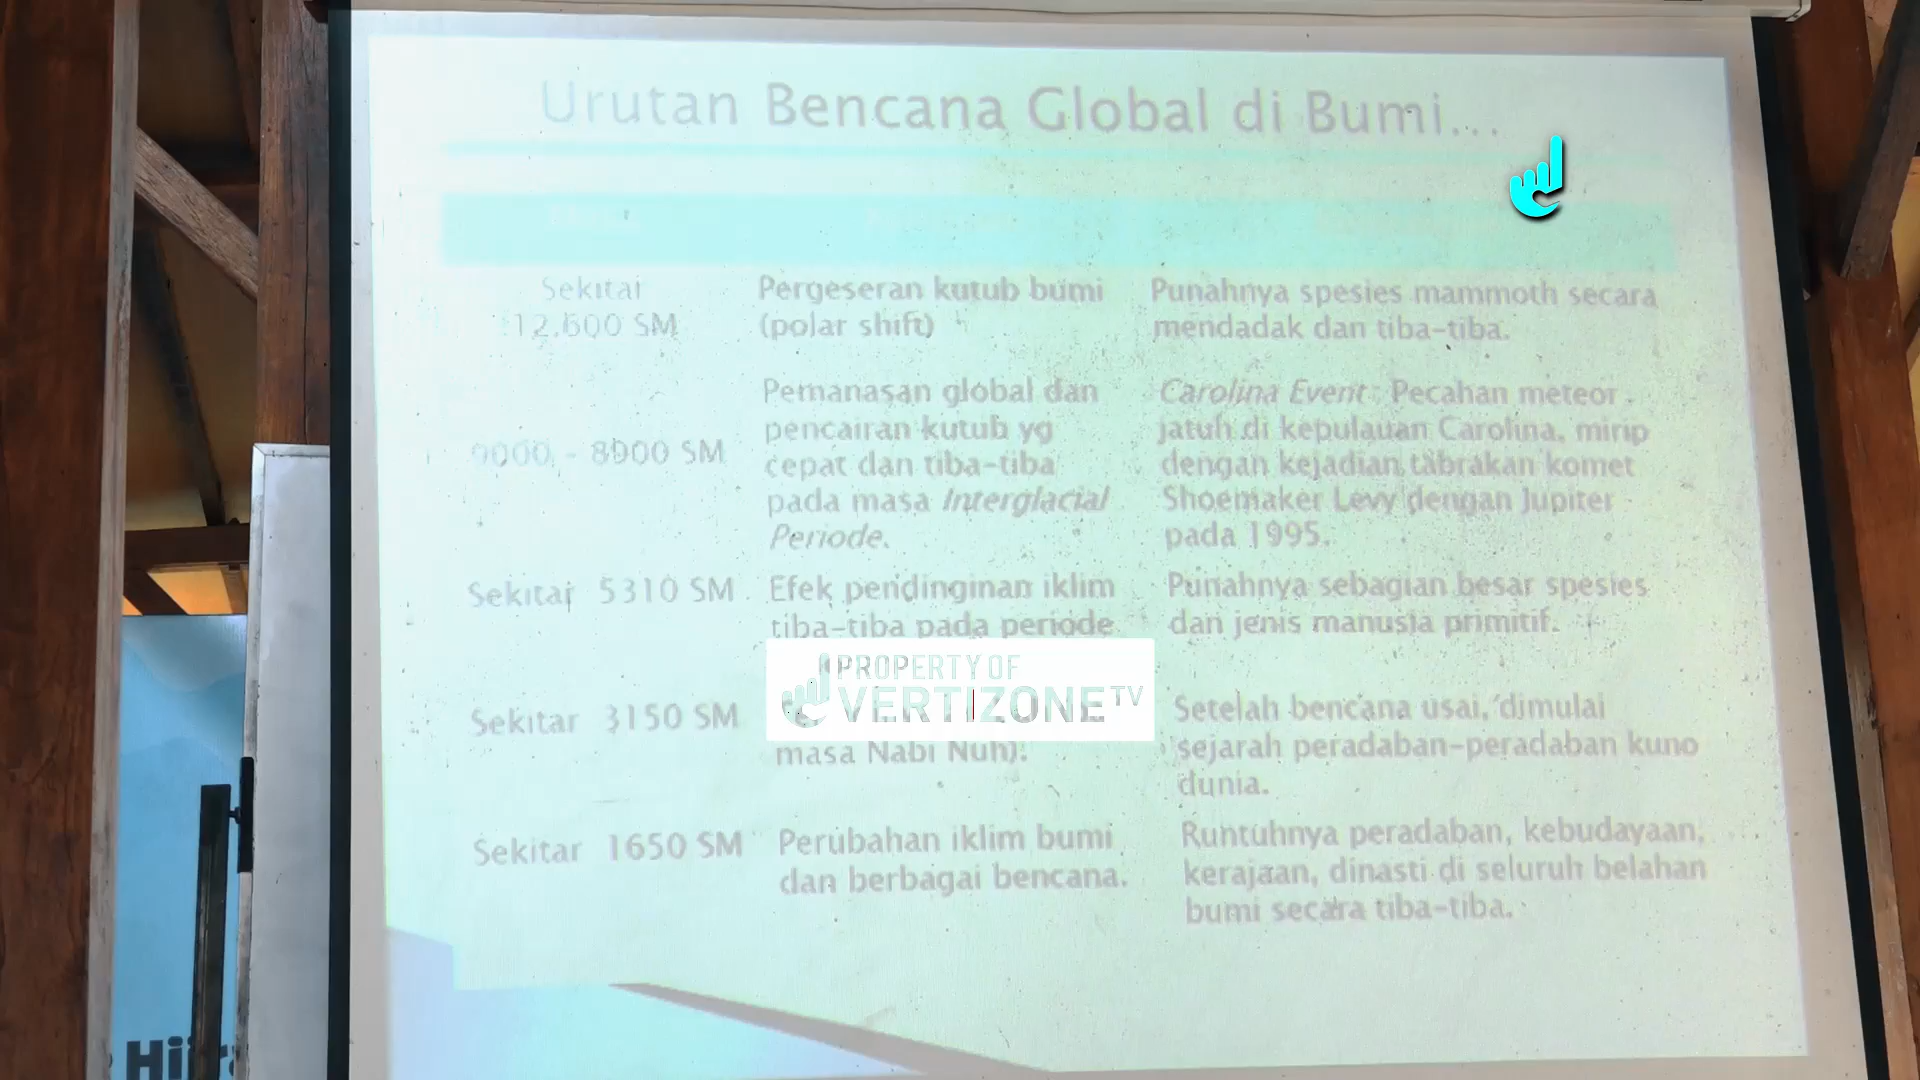 Urutan Bencana Global di Bumi...
Sekitar
12.600 SM
Pergeseran kutub bumi
(polar shift)
Punahnya spesies mammoth secara
mendadak dan tiba-tiba.
9000 - 8900 SM
Pemanasan global dan
pencairan kutub yg
cepat dan tiba-tiba
pada masa Interglacial
Periode.
Carolina Event: Pecahan meteor
jatuh di kepulauan Carolina, mirip
dengan kejadian tabrakan komet
Shoemaker Levy dengan Jupiter
pada 1995.
Sekitar 5310 SM
Efek pendinginan iklim
tiba-tiba pada periode
Punahnya sebagian besar spesies
dan jenis manusia primitif.
Sekitar 3150 SM
masa Nabi Nuh).
Setelah bencana usai, dimulai
sejarah peradaban-peradaban kuno
dunia.
Sekitar 1650 SM
Perubahan iklim bumi
dan berbagai bencana.
Runtuhnya peradaban, kebudayaan,
kerajaan, dinasti di seluruh belahan
bumi secara tiba-tiba.
PROPERTY OF
VERTIZONE TV